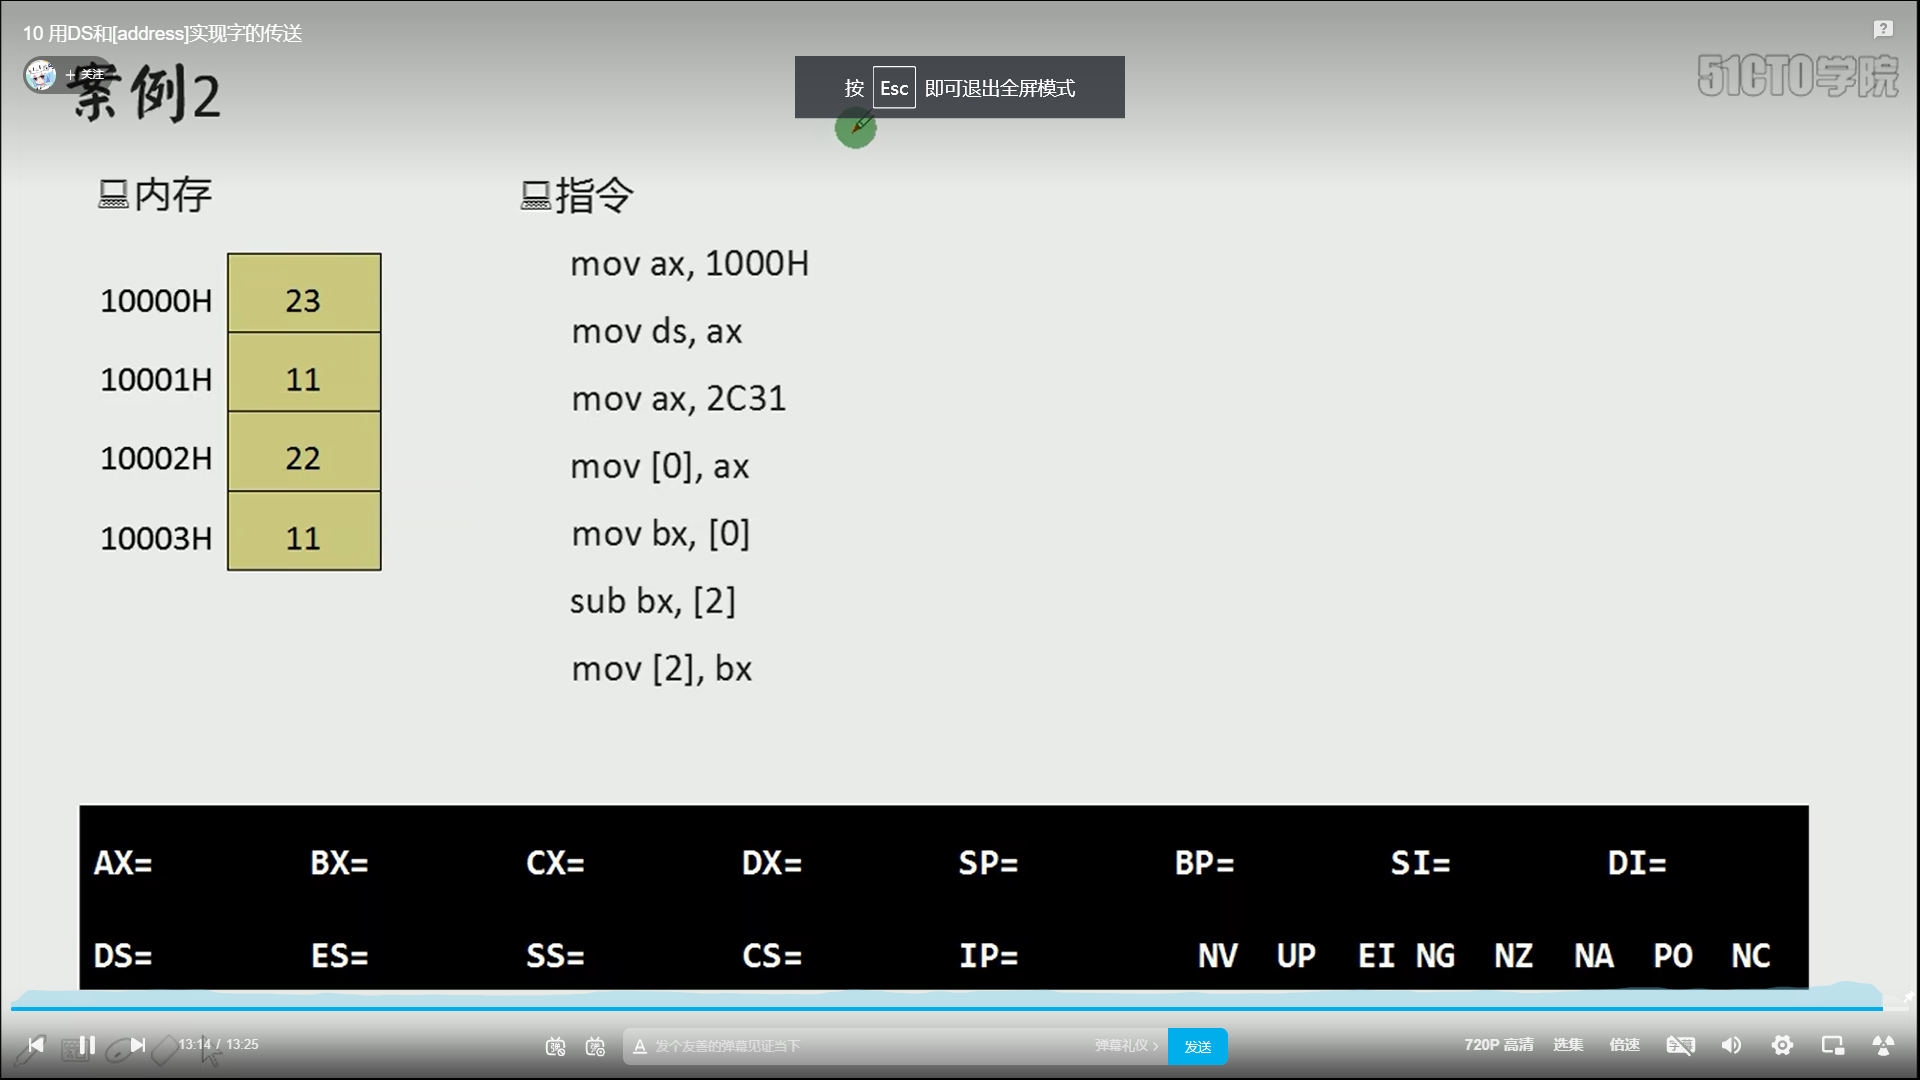 10 用DS和[address]实现字的传送
+ 关注
案例2
按 Esc 即可退出全屏模式
51CTO学院
内存
指令
10000H 23
10001H 11
10002H 22
10003H 11
mov ax, 1000H
mov ds, ax
mov ax, 2C31
mov [0], ax
mov bx, [0]
sub bx, [2]
mov [2], bx
AX= BX= CX= DX= SP= BP= SI= DI=
DS= ES= SS= CS= IP= NV UP EI NG NZ NA PO NC
13:14 / 13:25
发个友善的弹幕见证当下
弹幕礼仪 >
发送
720P 高清
选集
倍速